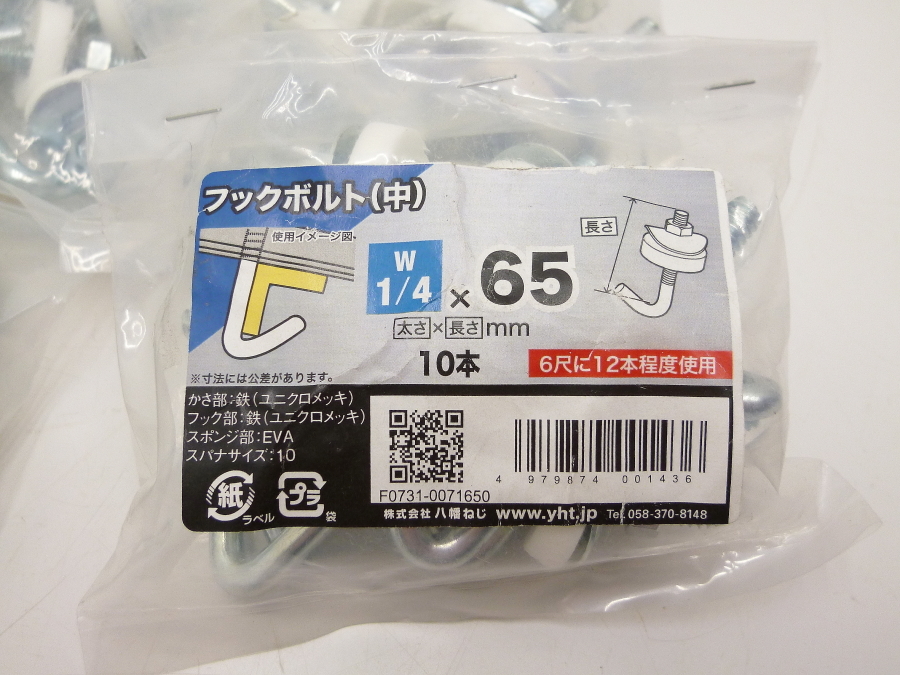 フックボルト(中)
使用イメージ図
長さ
W
1/4 × 65
太さ×長さmm
10本
6尺に12本程度使用
※寸法には公差があります。
かさ部:鉄(ユニクロメッキ)
フック部:鉄(ユニクロメッキ)
スポンジ部:EVA
スパナサイズ:10
紙
ラベル
プラ
袋
F0731-0071650
4 979874 001436
株式会社 八幡ねじ www.yht.jp Tel.058-370-8148